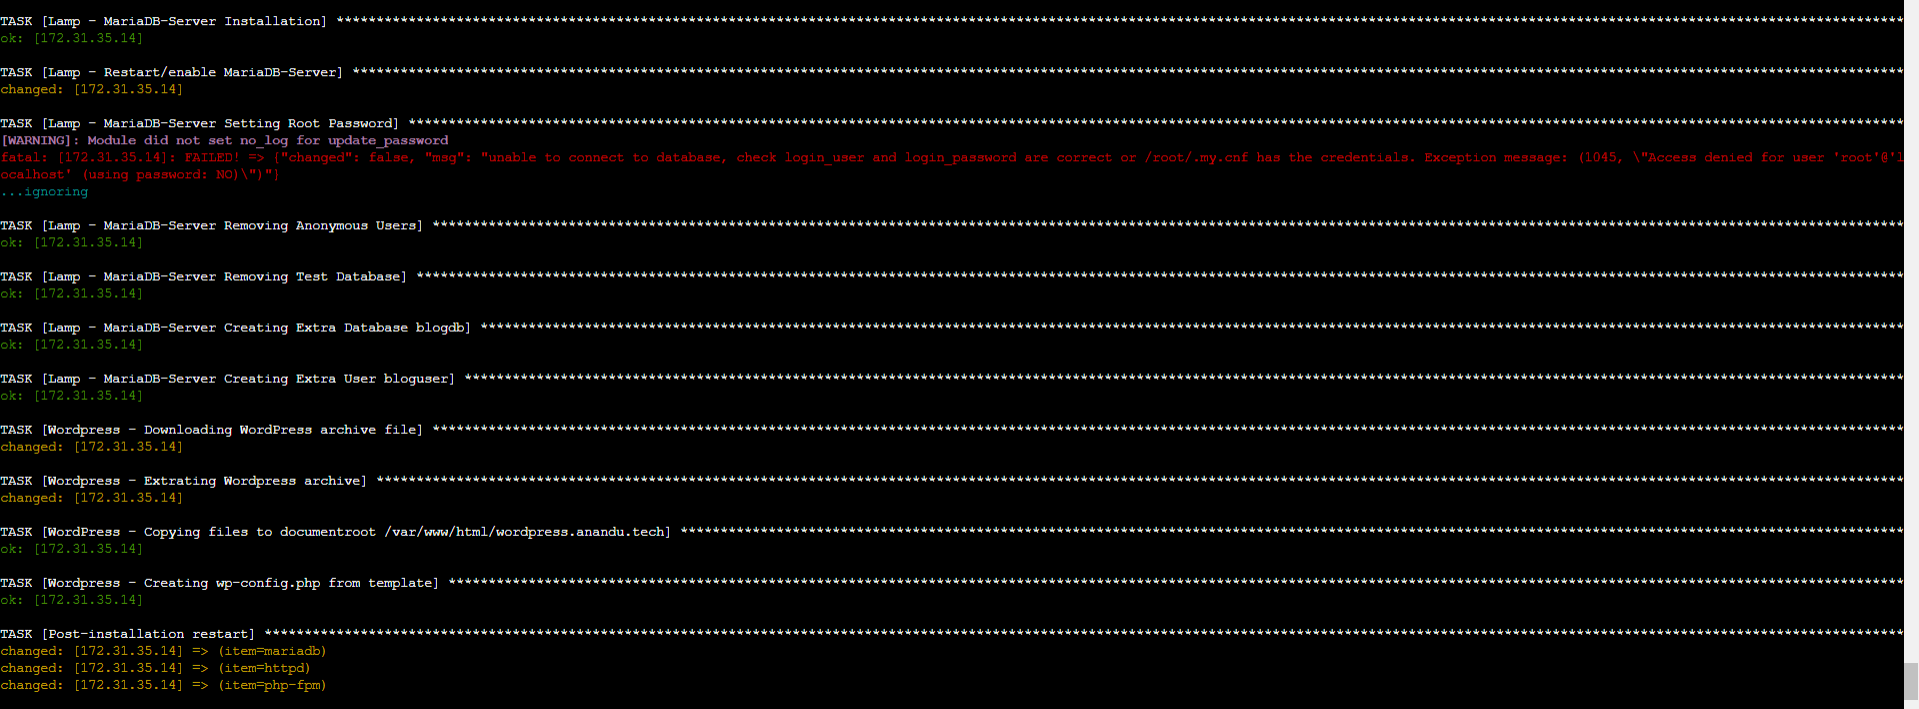 TASK [Lamp - MariaDB-Server Installation] ****************************************************************************************************************************************************************************************************
ok: [172.31.35.14]
TASK [Lamp - Restart/enable MariaDB-Server] **************************************************************************************************************************************************************************************************
changed: [172.31.35.14]
TASK [Lamp - MariaDB-Server Setting Root Password] *******************************************************************************************************************************************************************************************
[WARNING]: Module did not set no_log for update_password
fatal: [172.31.35.14]: FAILED! => {"changed": false, "msg": "unable to connect to database, check login_user and login_password are correct or /root/.my.cnf has the credentials. Exception message: (1045, \"Access denied for user 'root'@'l
ocalhost' (using password: NO)\")"}
...ignoring
TASK [Lamp - MariaDB-Server Removing Anonymous Users] ****************************************************************************************************************************************************************************************
ok: [172.31.35.14]
TASK [Lamp - MariaDB-Server Removing Test Database] ******************************************************************************************************************************************************************************************
ok: [172.31.35.14]
TASK [Lamp - MariaDB-Server Creating Extra Database blogdb] **********************************************************************************************************************************************************************************
ok: [172.31.35.14]
TASK [Lamp - MariaDB-Server Creating Extra User bloguser] ************************************************************************************************************************************************************************************
ok: [172.31.35.14]
TASK [Wordpress - Downloading WordPress archive file] ****************************************************************************************************************************************************************************************
changed: [172.31.35.14]
TASK [Wordpress - Extrating Wordpress archive] ***********************************************************************************************************************************************************************************************
changed: [172.31.35.14]
TASK [WordPress - Copying files to documentroot /var/www/html/wordpress.anandu.tech] *********************************************************************************************************************************************************
ok: [172.31.35.14]
TASK [Wordpress - Creating wp-config.php from template] **************************************************************************************************************************************************************************************
ok: [172.31.35.14]
TASK [Post-installation restart] *************************************************************************************************************************************************************************************************************
changed: [172.31.35.14] => (item=mariadb)
changed: [172.31.35.14] => (item=httpd)
changed: [172.31.35.14] => (item=php-fpm)